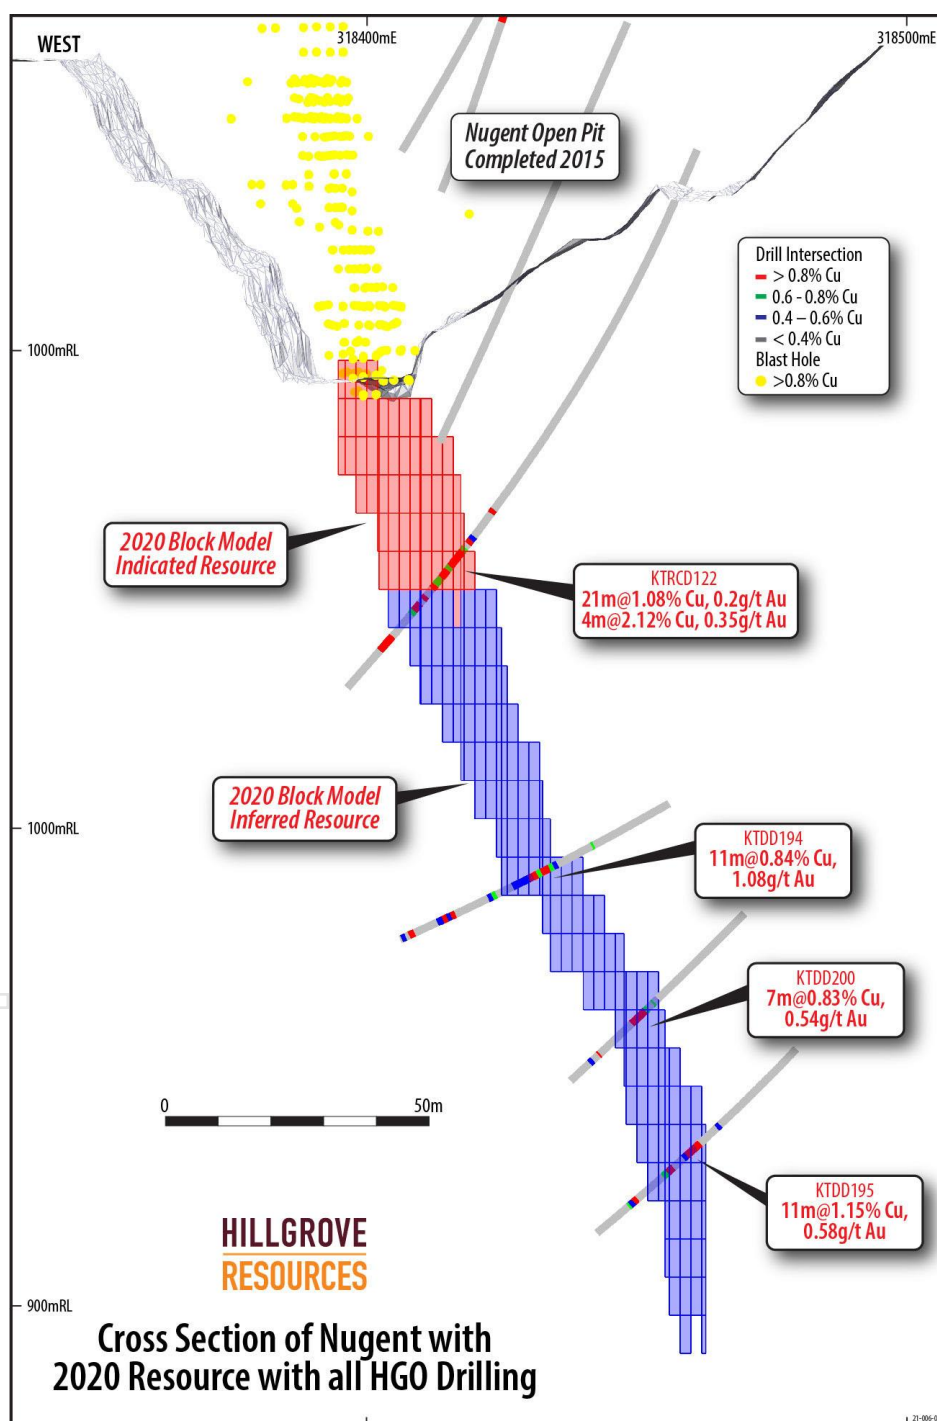 WEST
318400mE
318500mE
Nugent Open Pit
Completed 2015
Drill Intersection
> 0.8% Cu
0.6 - 0.8% Cu
0.4 – 0.6% Cu
< 0.4% Cu
Blast Hole
>0.8% Cu
1000mRL
2020 Block Model
Indicated Resource
KTRCD122
21m@1.08% Cu, 0.2g/t Au
4m@2.12% Cu, 0.35g/t Au
2020 Block Model
Inferred Resource
1000mRL
KTDD194
11m@0.84% Cu,
1.08g/t Au
KTDD200
7m@0.83% Cu,
0.54g/t Au
0
50m
KTDD195
11m@1.15% Cu,
0.58g/t Au
HILLGROVE
RESOURCES
900mRL
Cross Section of Nugent with
2020 Resource with all HGO Drilling